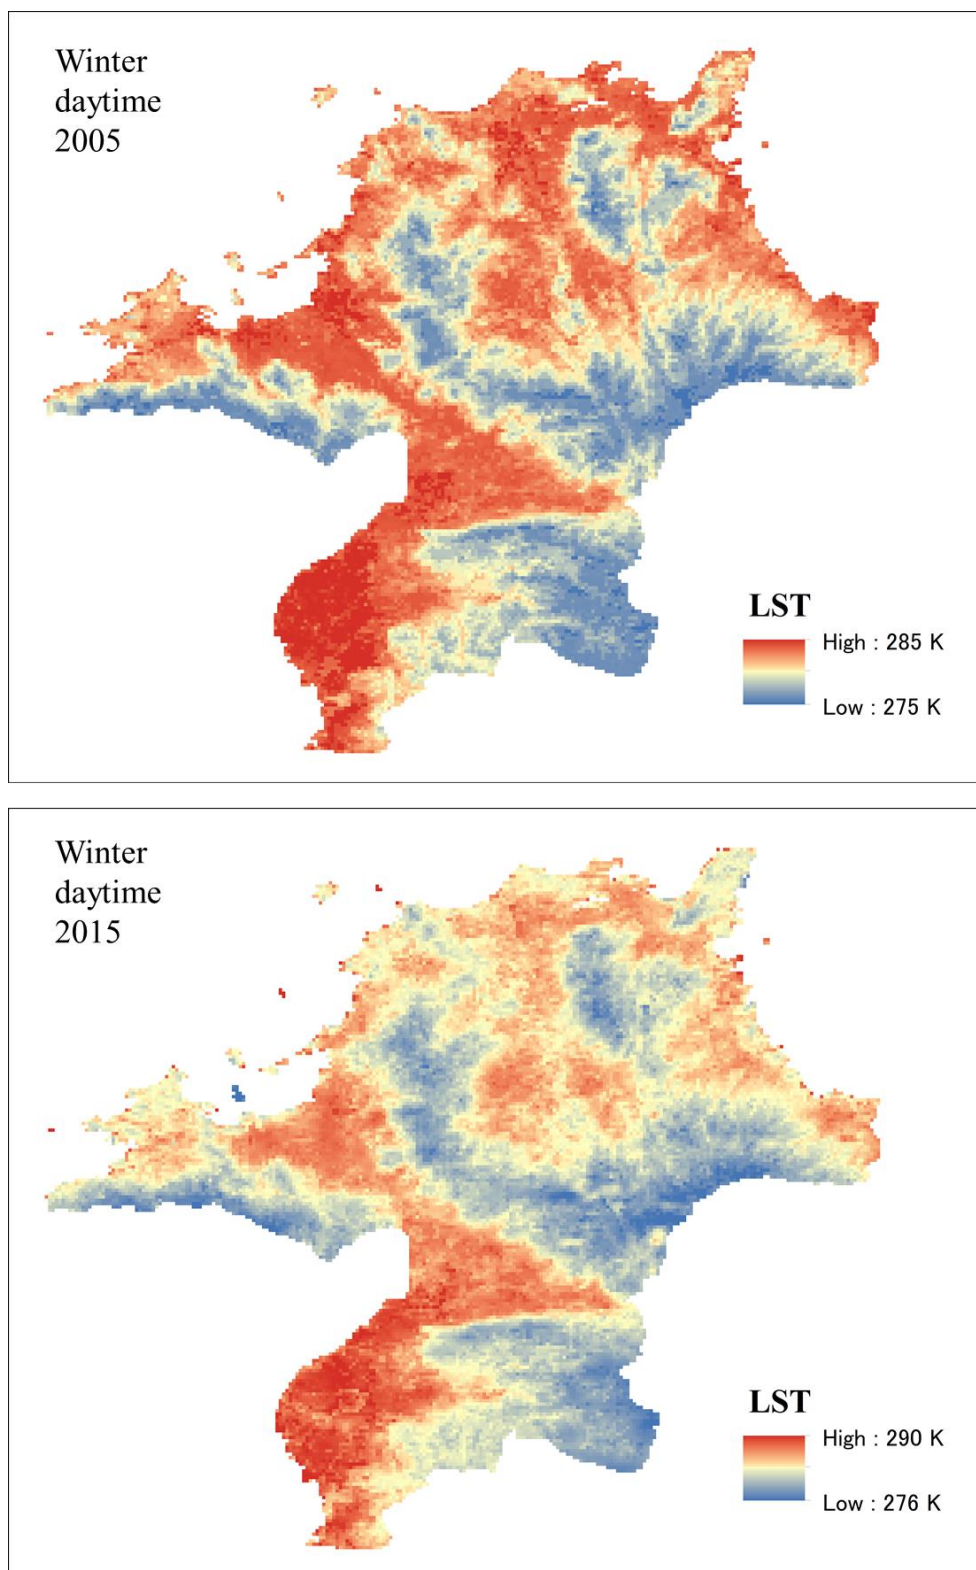 Winter
daytime
2005
LST
High : 285 K
Low : 275 K
Winter
daytime
2015
LST
High : 290 K
Low : 276 K